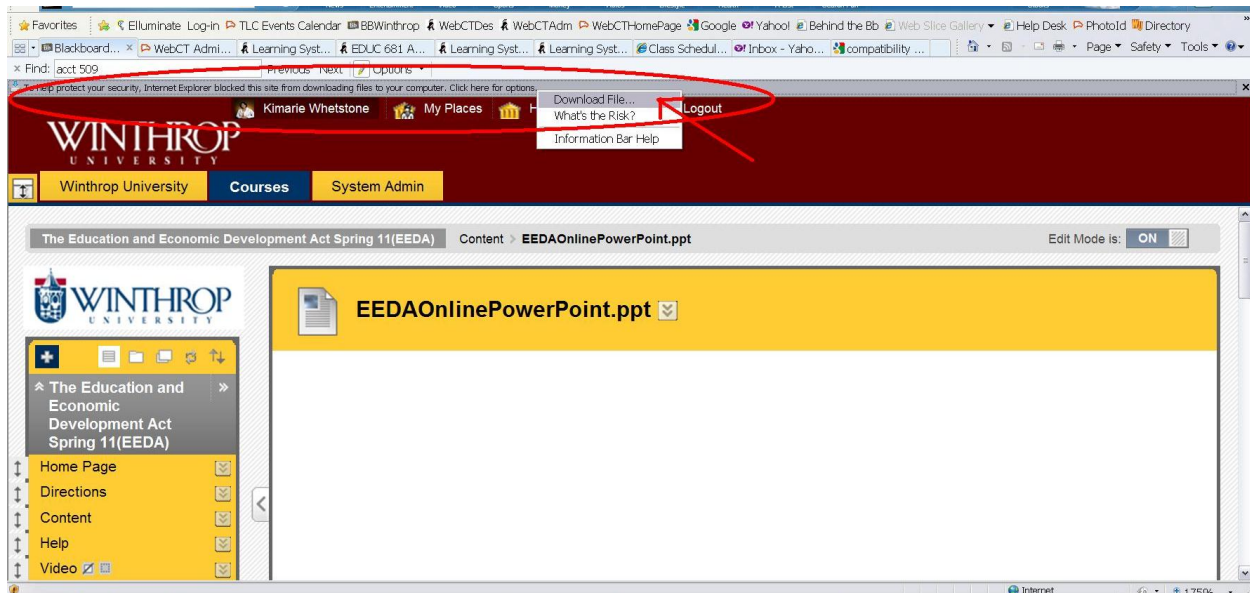 Favorites Elluminate Log-in TLC Events Calendar BBWinthrop WebCTDes WebCTAdm WebCTHomePage Google Yahoo! Behind the Bb Web Slice Gallery Help Desk PhotoId Directory »
Blackboard... × WebCT Admi... Learning Syst... EDUC 681 A... Learning Syst... Learning Syst... Class Schedul... Inbox - Yaho... compatibility ... Page Safety Tools
× Find: acct 509 Previous Next Options
To help protect your security, Internet Explorer blocked this site from downloading files to your computer. Click here for options... ×
Download File...
What's the Risk?
Information Bar Help
Kimarie Whetstone My Places H Logout
WINTHROP
UNIVERSITY
Winthrop University Courses System Admin
The Education and Economic Development Act Spring 11(EEDA) Content > EEDAOnlinePowerPoint.ppt Edit Mode is: ON
WINTHROP
UNIVERSITY
EEDAOnlinePowerPoint.ppt
The Education and »
Economic
Development Act
Spring 11(EEDA)
Home Page
Directions
Content
Help
Video
Internet 175%